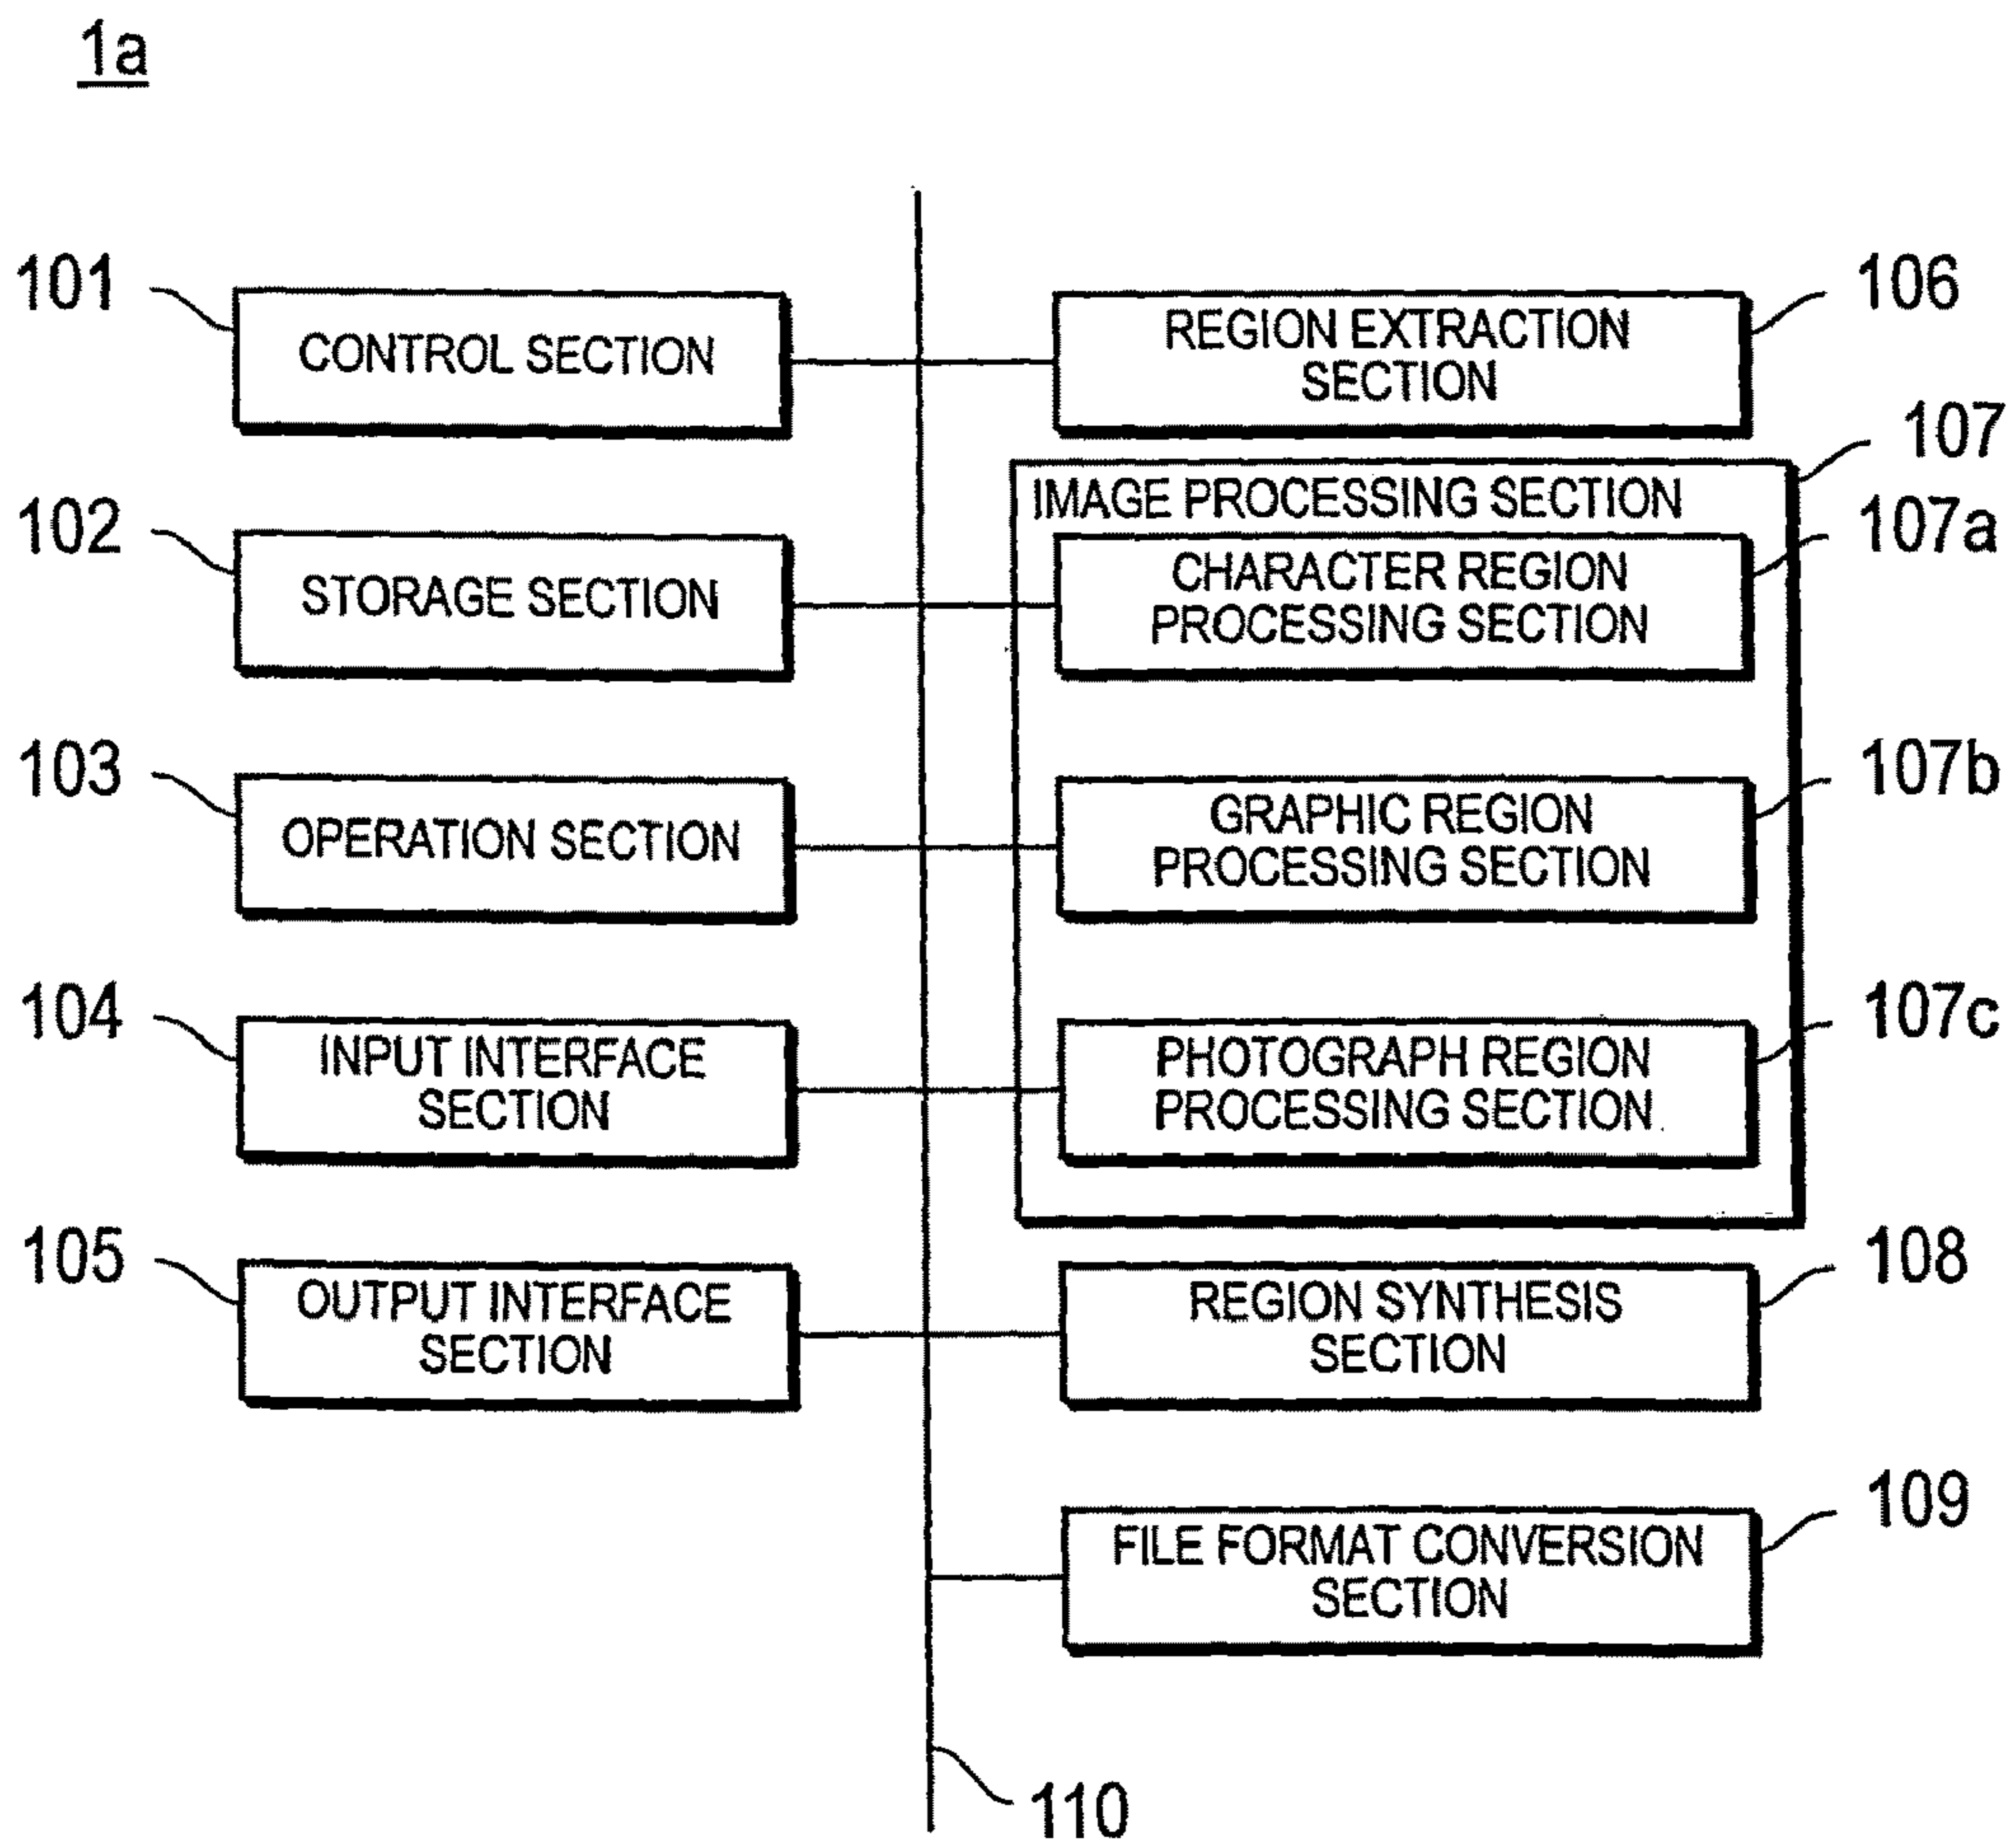 1a
101
CONTROL SECTION
102
STORAGE SECTION
103
OPERATION SECTION
104
INPUT INTERFACE
SECTION
105
OUTPUT INTERFACE
SECTION
106
REGION EXTRACTION
SECTION
107
IMAGE PROCESSING SECTION
107a
CHARACTER REGION
PROCESSING SECTION
107b
GRAPHIC REGION
PROCESSING SECTION
107c
PHOTOGRAPH REGION
PROCESSING SECTION
108
REGION SYNTHESIS
SECTION
109
FILE FORMAT CONVERSION
SECTION
110